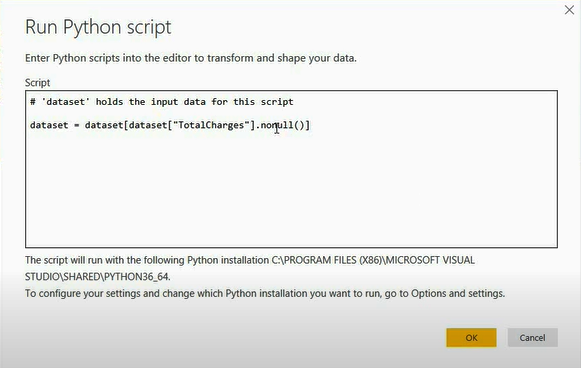 Run Python script
Enter Python scripts into the editor to transform and shape your data.
Script
# 'dataset' holds the input data for this script
dataset = dataset[dataset["TotalCharges"].nonull()]
The script will run with the following Python installation C:\PROGRAM FILES (X86)\MICROSOFT VISUAL
STUDIO\SHARED\PYTHON36_64.
To configure your settings and change which Python installation you want to run, go to Options and settings.
OK
Cancel